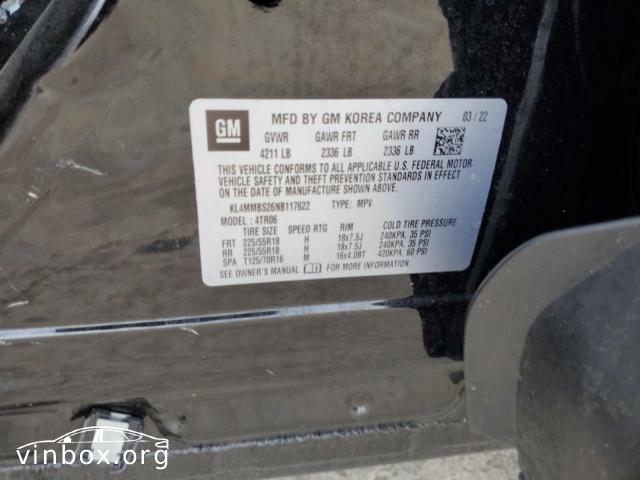 GM
MFD BY GM KOREA COMPANY 03 / 22
GVWR GAWR FRT GAWR RR
4211 LB 2336 LB 2336 LB
THIS VEHICLE CONFORMS TO ALL APPLICABLE U.S. FEDERAL MOTOR
VEHICLE SAFETY AND THEFT PREVENTION STANDARDS IN EFFECT
ON THE DATE OF MANUFACTURE SHOWN ABOVE.
KL4MMBS26NB117622 TYPE: MPV
MODEL: 4TR06
TIRE SIZE SPEED RTG RIM COLD TIRE PRESSURE
FRT 225/55R18 H 18x7.5J 240KPA, 35 PSI
RR 225/55R18 H 18x7.5J 240KPA, 35 PSI
SPA T125/70R16 M 16x4.0BT 420KPA, 60 PSI
SEE OWNER'S MANUAL FOR MORE INFORMATION.
vinbox.org